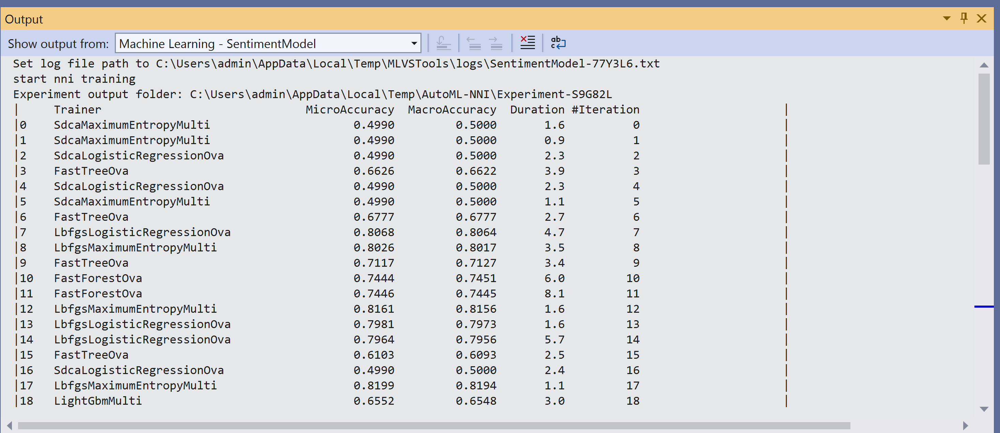 Output
Show output from: Machine Learning - SentimentModel
Set log file path to C:\Users\admin\AppData\Local\Temp\MLVSTools\logs\SentimentModel-77Y3L6.txt
start nni training
Experiment output folder: C:\Users\admin\AppData\Local\Temp\AutoML-NNI\Experiment-S9G82L
| Trainer MicroAccuracy MacroAccuracy Duration #Iteration |
|0 SdcaMaximumEntropyMulti 0.4990 0.5000 1.6 0 |
|1 SdcaMaximumEntropyMulti 0.4990 0.5000 0.9 1 |
|2 SdcaLogisticRegressionOva 0.4990 0.5000 2.3 2 |
|3 FastTreeOva 0.6626 0.6622 3.9 3 |
|4 SdcaLogisticRegressionOva 0.4990 0.5000 2.3 4 |
|5 SdcaMaximumEntropyMulti 0.4990 0.5000 1.1 5 |
|6 FastTreeOva 0.6777 0.6777 2.7 6 |
|7 LbfgsLogisticRegressionOva 0.8068 0.8064 4.7 7 |
|8 LbfgsMaximumEntropyMulti 0.8026 0.8017 3.5 8 |
|9 FastTreeOva 0.7117 0.7127 3.4 9 |
|10 FastForestOva 0.7444 0.7451 6.0 10 |
|11 FastForestOva 0.7446 0.7445 8.1 11 |
|12 LbfgsMaximumEntropyMulti 0.8161 0.8156 1.6 12 |
|13 LbfgsLogisticRegressionOva 0.7981 0.7973 1.6 13 |
|14 LbfgsLogisticRegressionOva 0.7964 0.7956 5.7 14 |
|15 FastTreeOva 0.6103 0.6093 2.5 15 |
|16 SdcaLogisticRegressionOva 0.4990 0.5000 2.4 16 |
|17 LbfgsMaximumEntropyMulti 0.8199 0.8194 1.1 17 |
|18 LightGbmMulti 0.6552 0.6548 3.0 18 |